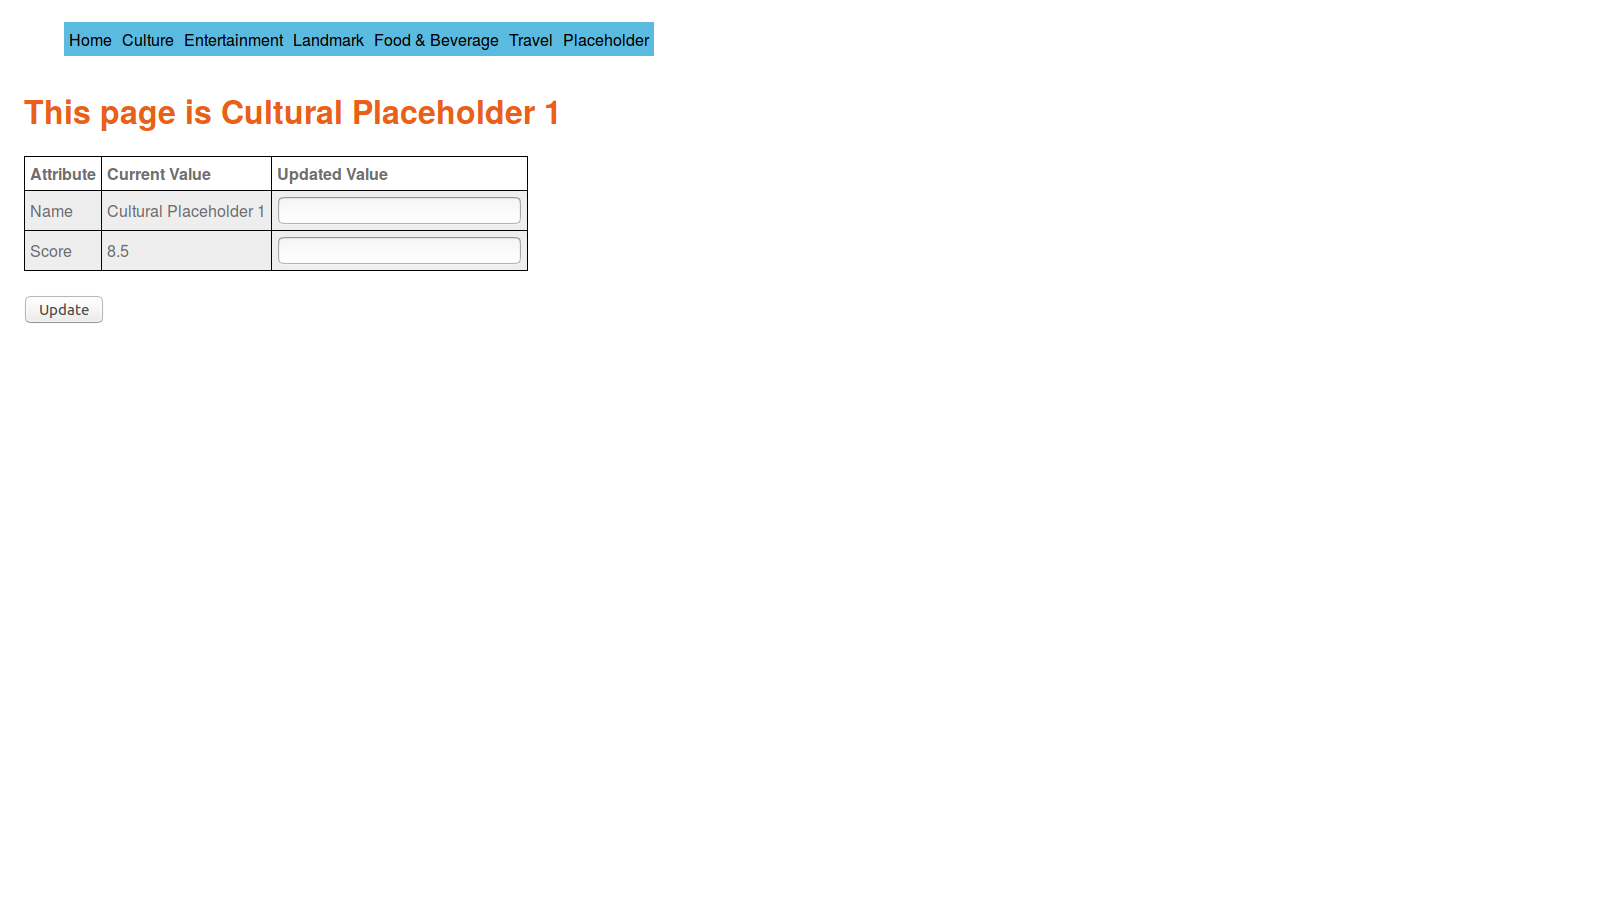 Home Culture Entertainment Landmark Food & Beverage Travel Placeholder
This page is Cultural Placeholder 1
Attribute Current Value Updated Value
Name Cultural Placeholder 1
Score 8.5
Update